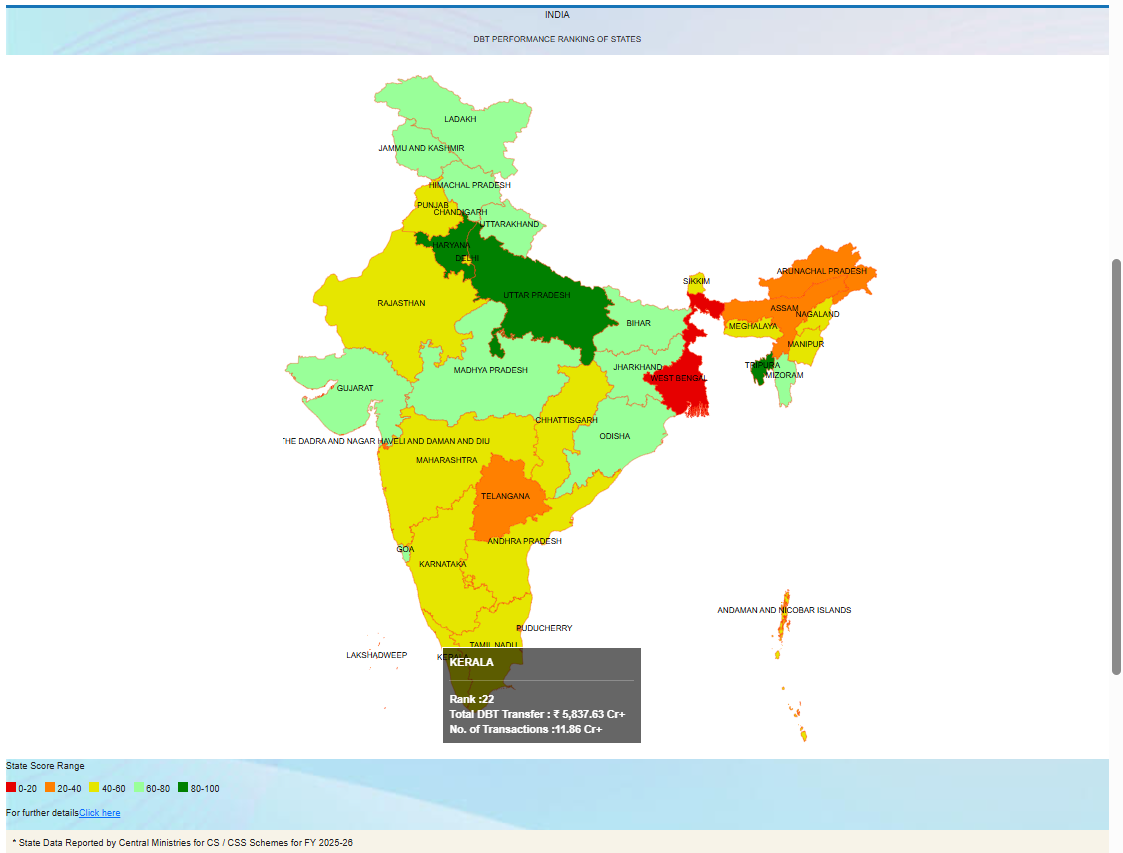 INDIA
DBT PERFORMANCE RANKING OF STATES
LADAKH
JAMMU AND KASHMIR
HIMACHAL PRADESH
PUNJAB
CHANDIGARH
UTTARAKHAND
HARYANA
DELHI
ARUNACHAL PRADESH
SIKKIM
UTTAR PRADESH
RAJASTHAN
ASSAM
NAGALAND
BIHAR
MEGHALAYA
MANIPUR
TRIPURA
MIZORAM
JHARKHAND
MADHYA PRADESH
WEST BENGAL
GUJARAT
CHHATTISGARH
ODISHA
HE DADRA AND NAGAR HAVELI AND DAMAN AND DIU
MAHARASHTRA
TELANGANA
ANDHRA PRADESH
GOA
KARNATAKA
ANDAMAN AND NICOBAR ISLANDS
PUDUCHERRY
TAMIL NADU
LAKSHADWEEP
KERALA
KERALA
Rank :22
Total DBT Transfer : ₹ 5,837.63 Cr+
No. of Transactions :11.86 Cr+
State Score Range
0-20 20-40 40-60 60-80 80-100
For further detailsClick here
* State Data Reported by Central Ministries for CS / CSS Schemes for FY 2025-26